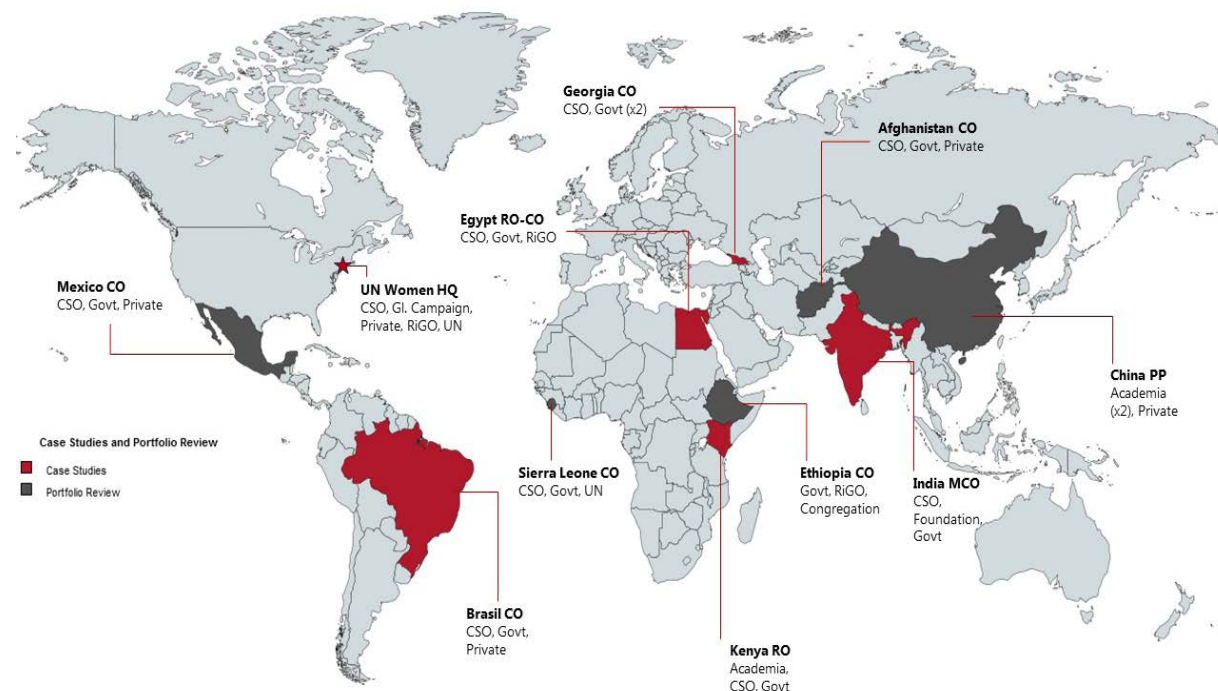 Georgia CO
CSO, Govt (x2)
Afghanistan CO
CSO, Govt, Private
Egypt RO-CO
CSO, Govt, RiGO
Mexico CO
CSO, Govt, Private
UN Women HQ
CSO, Gl. Campaign,
Private, RiGO, UN
China PP
Academia
(x2), Private
Case Studies and Portfolio Review
Case Studies
Portfolio Review
Sierra Leone CO
CSO, Govt, UN
Ethiopia CO
Govt, RiGO,
Congregation
India MCO
CSO,
Foundation,
Govt
Brasil CO
CSO, Govt,
Private
Kenya RO
Academia,
CSO, Govt